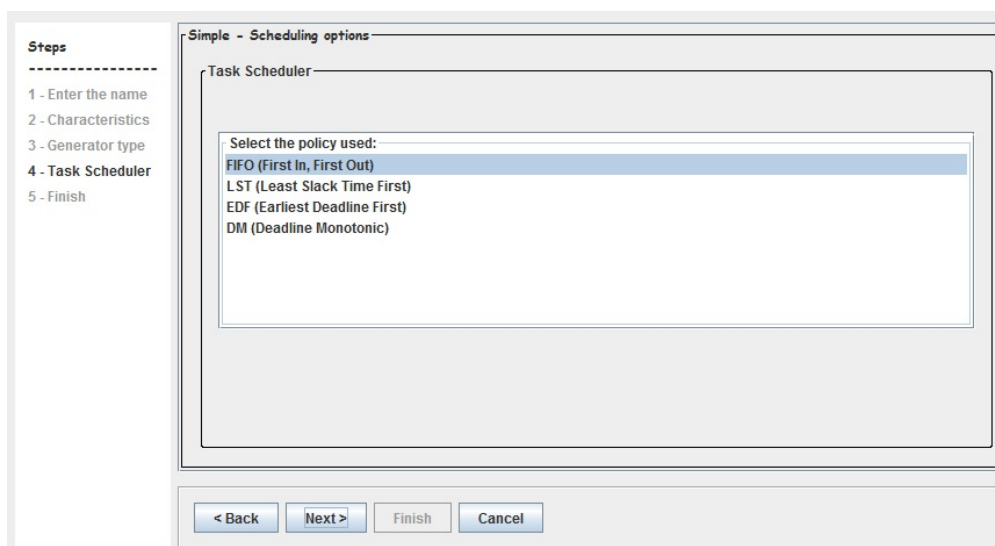 Steps
----------------
1 - Enter the name
2 - Characteristics
3 - Generator type
4 - Task Scheduler
5 - Finish
Simple - Scheduling options
Task Scheduler
Select the policy used:
FIFO (First In, First Out)
LST (Least Slack Time First)
EDF (Earliest Deadline First)
DM (Deadline Monotonic)
< Back Next > Finish Cancel